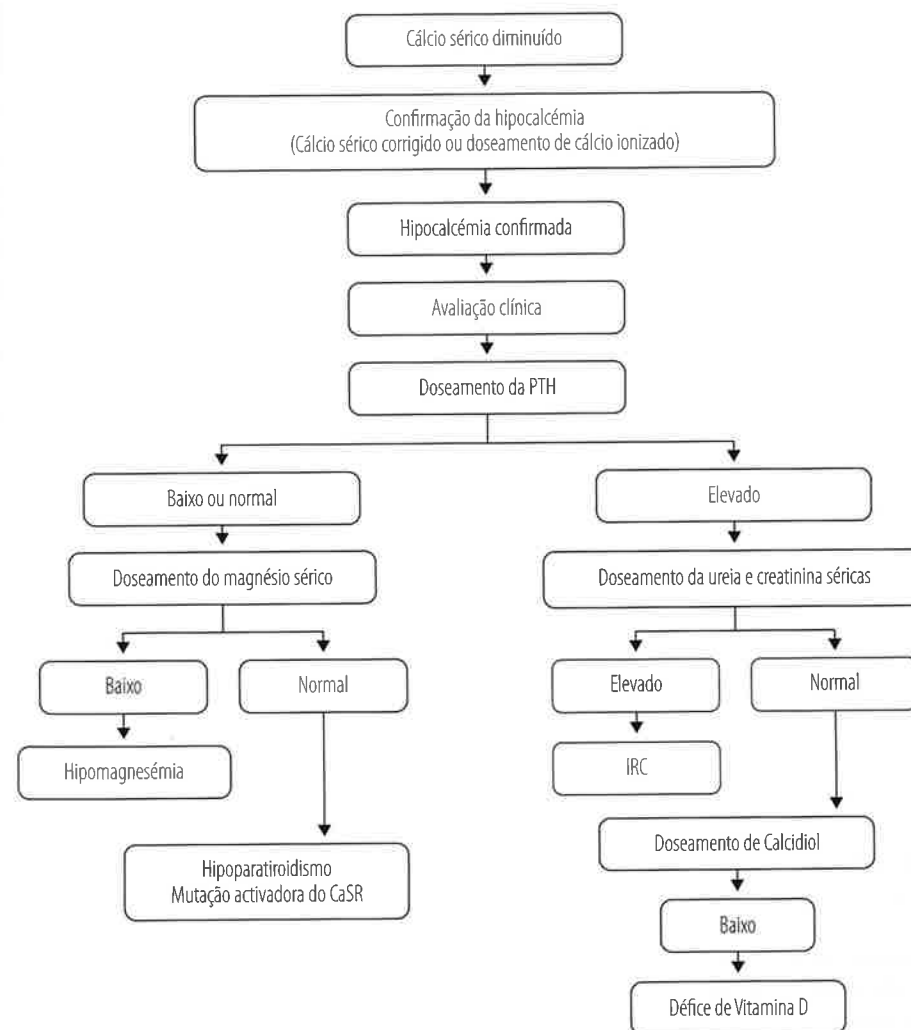 Cálcio sérico diminuído
Confirmação da hipocalcémia
(Cálcio sérico corrigido ou doseamento de cálcio ionizado)
Hipocalcémia confirmada
Avaliação clínica
Doseamento da PTH
Baixo ou normal
Elevado
Doseamento do magnésio sérico
Doseamento da ureia e creatinina séricas
Baixo
Normal
Elevado
Normal
Hipomagnesémia
IRC
Doseamento de Calcidiol
Hipoparatiroidismo
Mutação activadora do CaSR
Baixo
Défice de Vitamina D